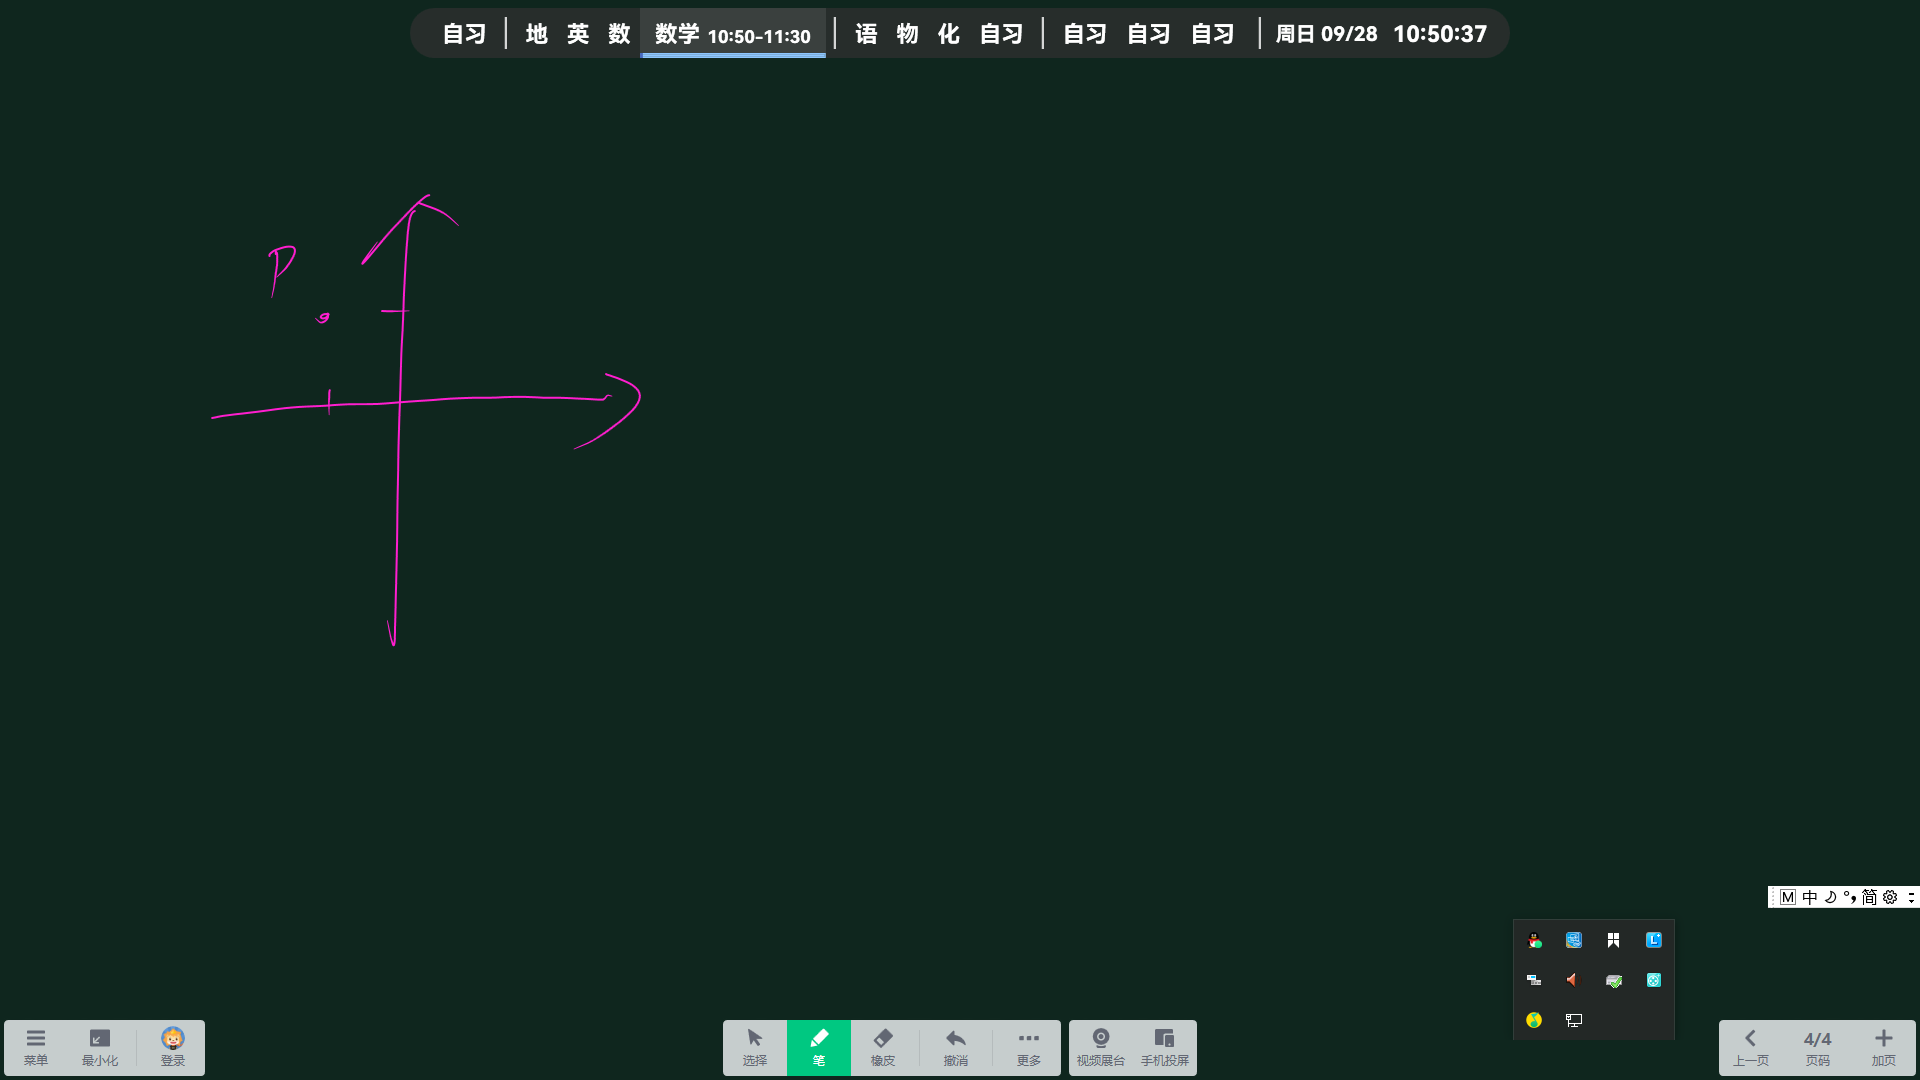 自习 地 英 数 数学 10:50-11:30 语 物 化 自习 自习 自习 自习 周日 09/28 10:50:37
P
M 中 简
菜单 最小化 登录 选择 笔 橡皮 撤消 更多 视频展台 手机投屏 上一页 4/4 页码 加页